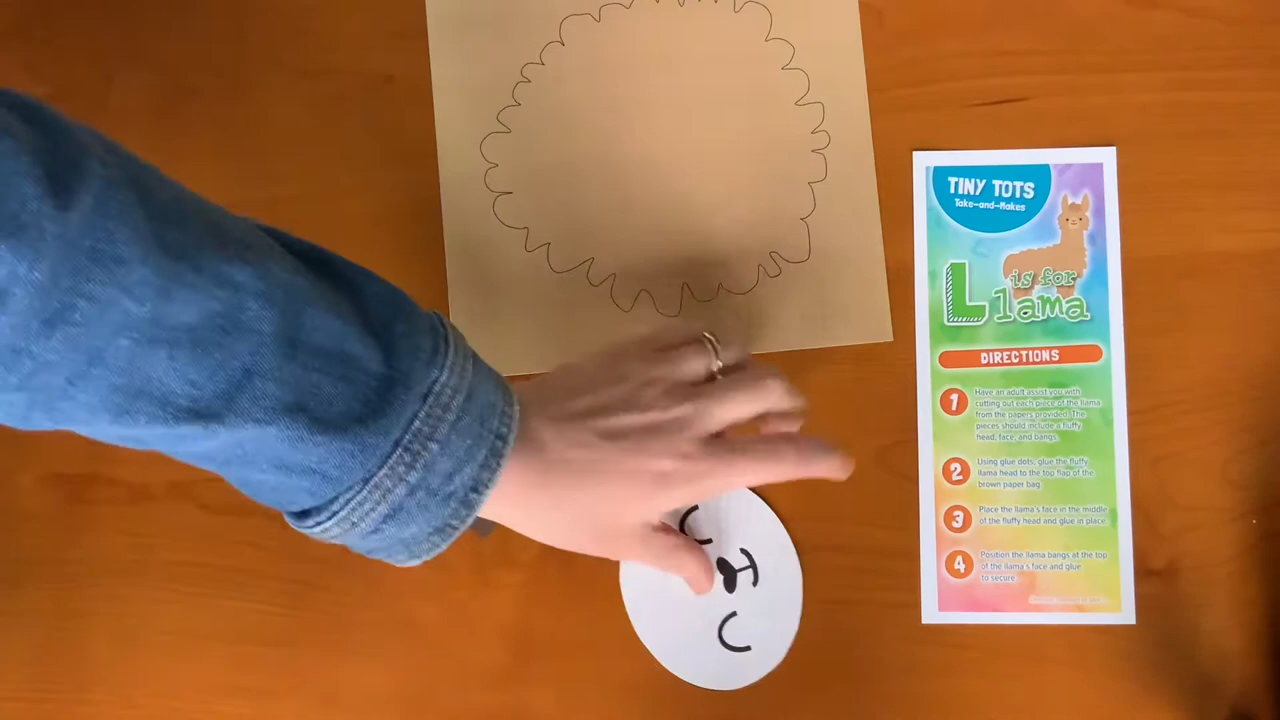 TINY TOTS
Take-and-Makes
L is for
llama
DIRECTIONS
1 Have an adult assist you with
cutting out each piece of the llama
from the papers provided. The
pieces should include a fluffy
head, face, and bangs.
2 Using glue dots, glue the fluffy
llama head to the top flap of the
brown paper bag.
3 Place the llama's face in the middle
of the fluffy head and glue in place.
4 Position the llama bangs at the top
of the llama's face and glue
to secure.